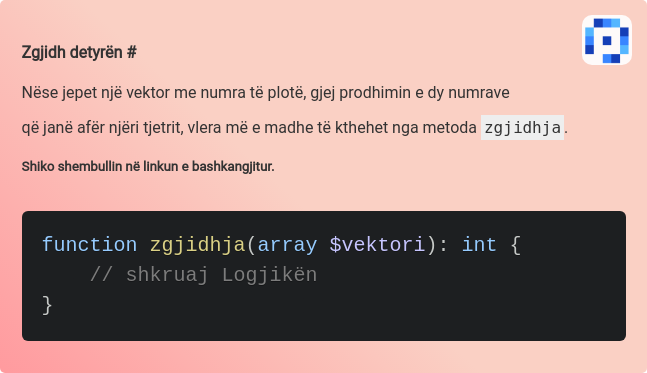 Zgjidh detyrën #
Nëse jepet një vektor me numra të plotë, gjej prodhimin e dy numrave
që janë afër njëri tjetrit, vlera më e madhe të kthehet nga metoda zgjidhja.
Shiko shembullin në linkun e bashkangjitur.
function zgjidhja(array $vektori): int {
    // shkruaj Logjikën
}